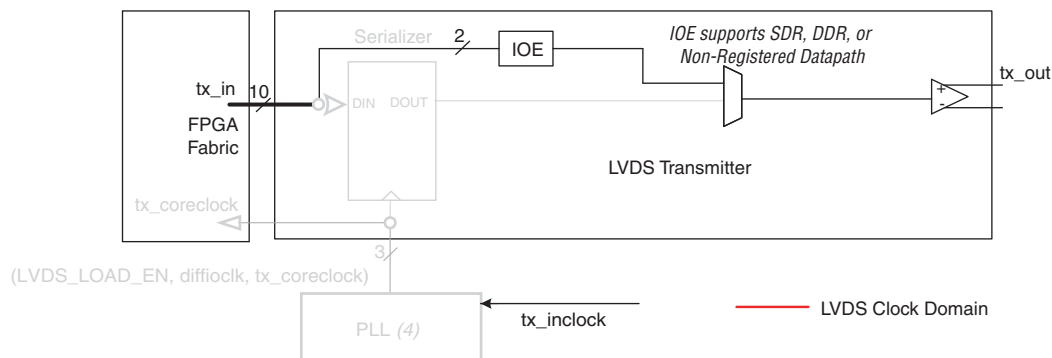 Serializer
2
IOE
IOE supports SDR, DDR, or
Non-Registered Datapath
tx_out
tx_in
10
DIN
DOUT
+
-
FPGA
Fabric
LVDS Transmitter
tx_coreclock
3
(LVDS_LOAD_EN, diffioclk, tx_coreclock)
PLL (4)
tx_inclock
LVDS Clock Domain